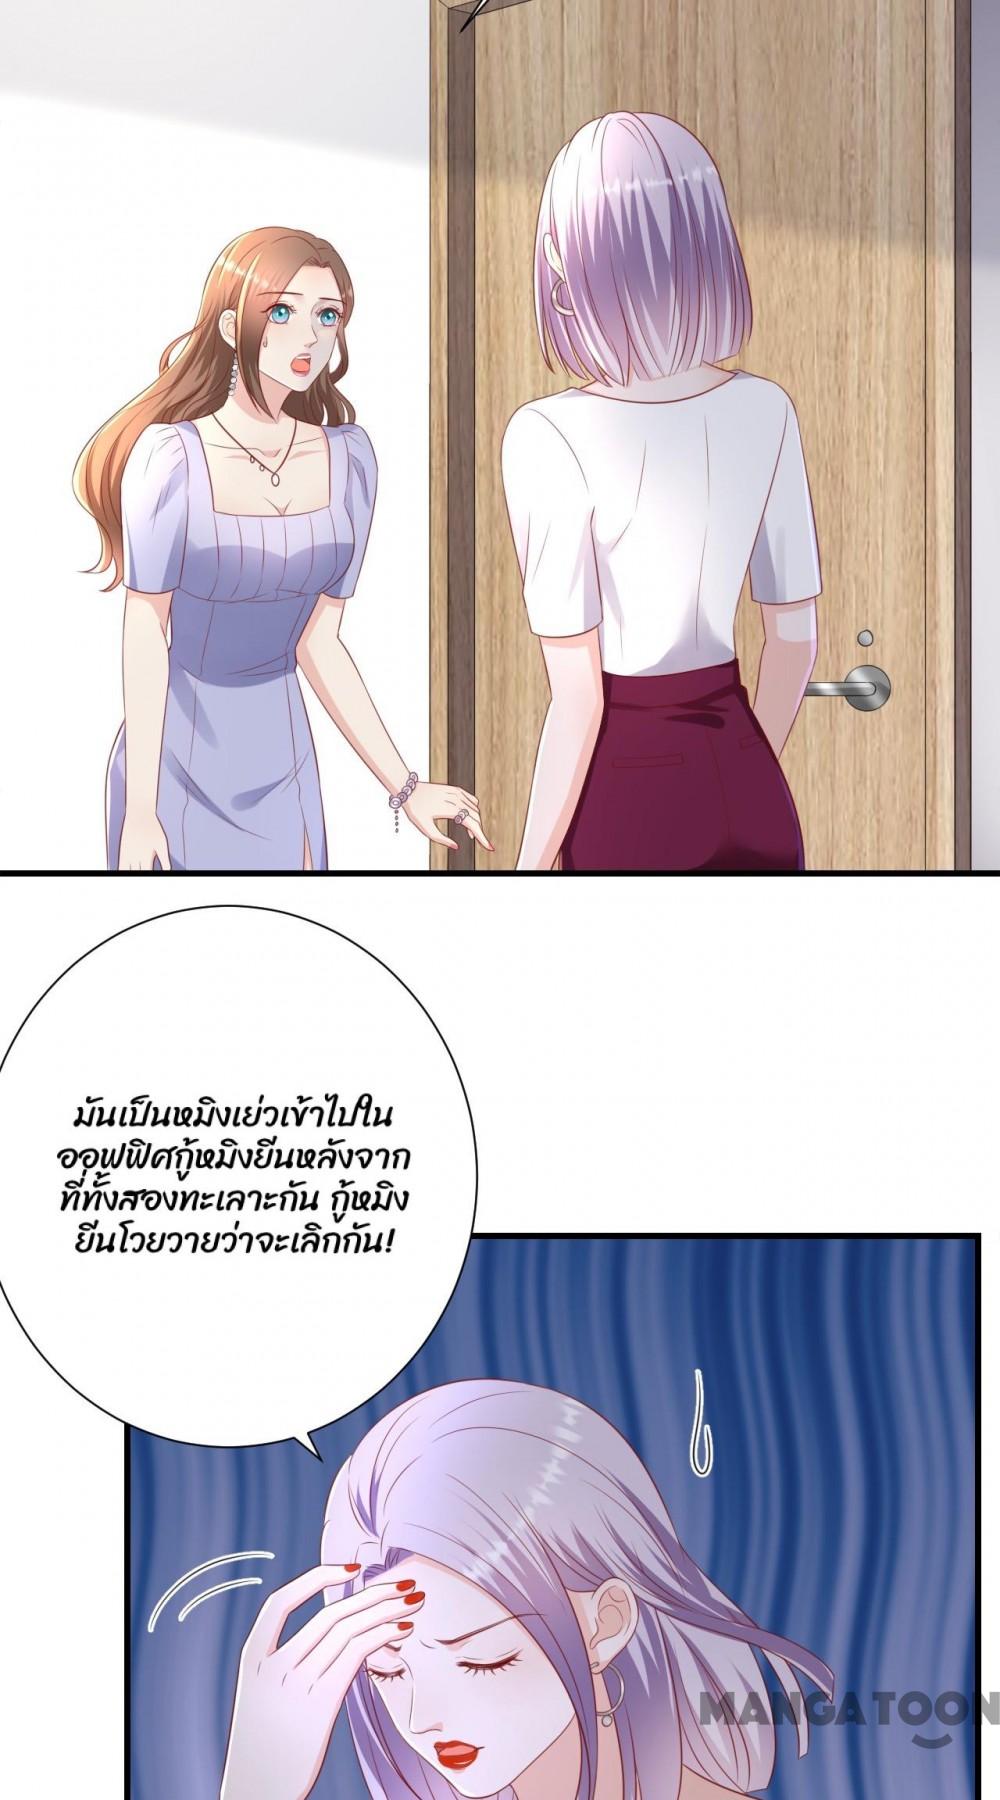 มันเป็นหมิงเย่วเข้าไปใน
ออฟฟิศกู้หมิงยีนหลังจาก
ที่ทั้งสองทะเลาะกัน กู้หมิง
ยีนโวยวายว่าจะเลิกกัน!
MANGATOON